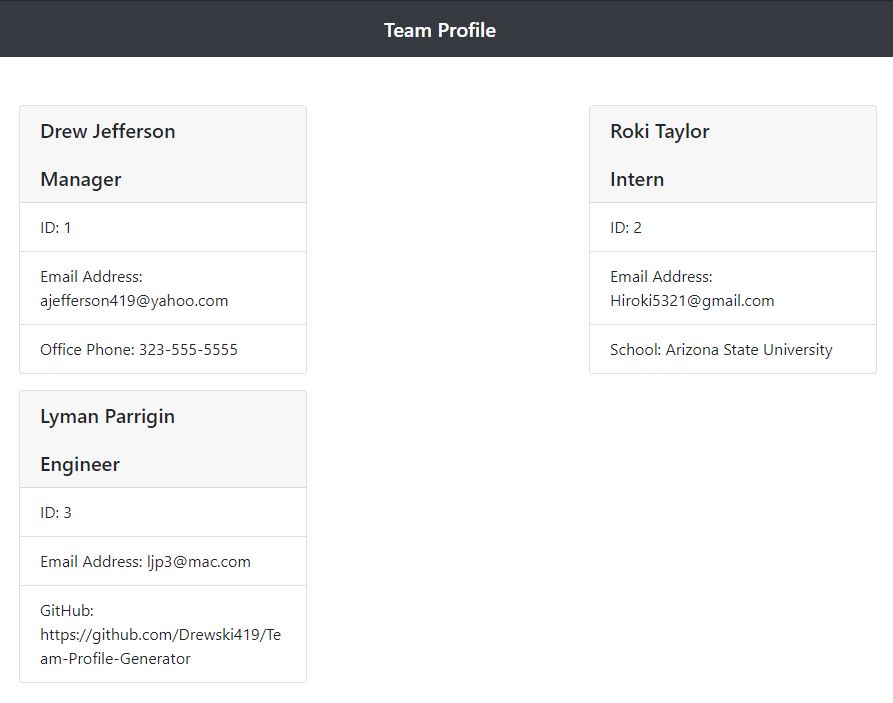 Team Profile
Drew Jefferson
Manager
ID: 1
Email Address:
ajefferson419@yahoo.com
Office Phone: 323-555-5555
Roki Taylor
Intern
ID: 2
Email Address:
Hiroki5321@gmail.com
School: Arizona State University
Lyman Parrigin
Engineer
ID: 3
Email Address: ljp3@mac.com
GitHub:
https://github.com/Drewski419/Te
am-Profile-Generator